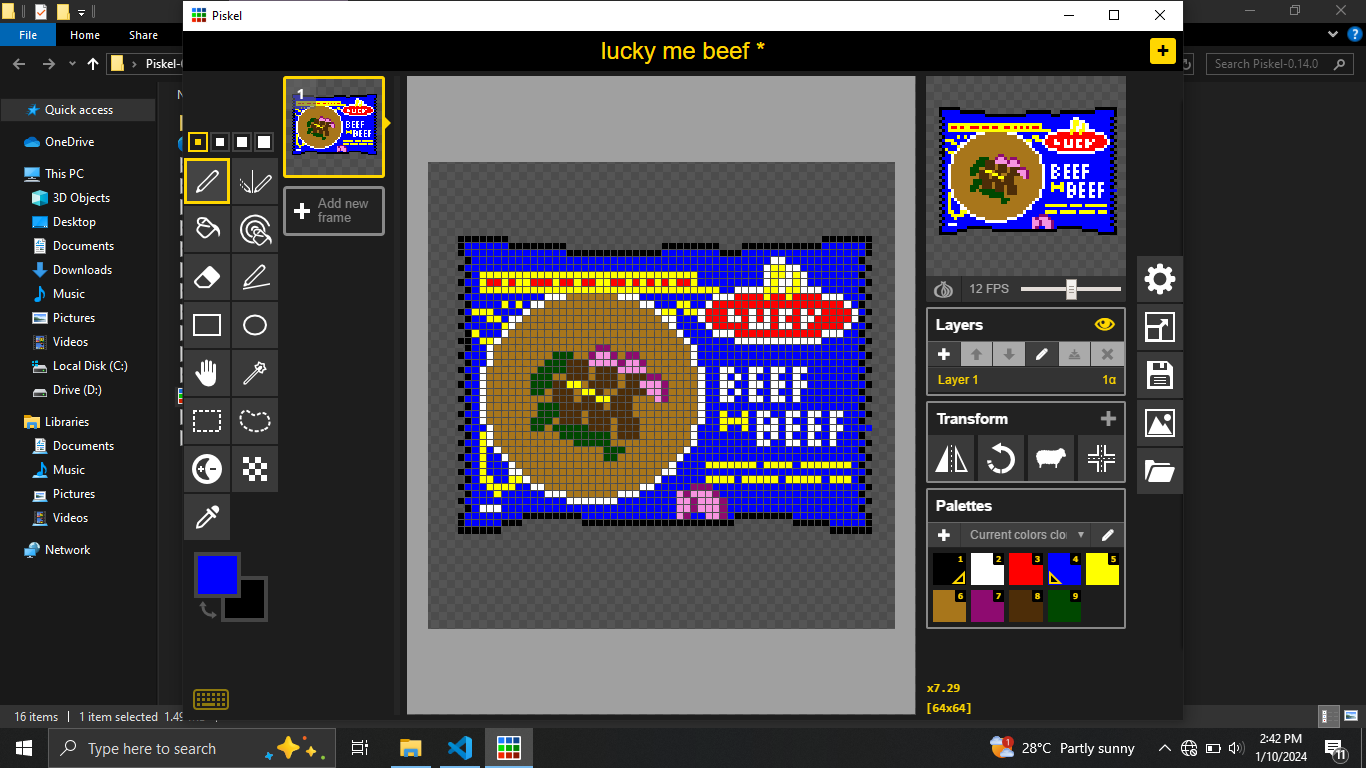 Piskel
File
Home
Share
lucky me beef *
+
Piskel-0
Search Piskel-0.14.0
N
Quick access
OneDrive
This PC
3D Objects
Desktop
Documents
Downloads
Music
Pictures
Videos
Local Disk (C:)
Drive (D:)
Libraries
Documents
Music
Pictures
Videos
Network
1
Add new
frame
BEEF
BEEF
12 FPS
Layers
Layer 1
1α
Transform
Palettes
Current colors clo
1
2
3
4
5
6
7
8
9
x7.29
[64x64]
16 items
1 item selected
1.49
Type here to search
1
28°C
Partly sunny
2:42 PM
1/10/2024
11